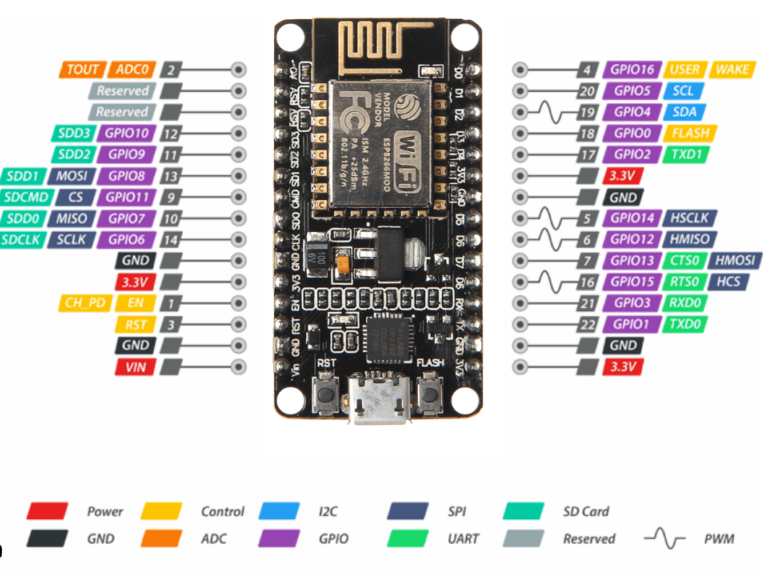 TOUT ADC0 2
Reserved
Reserved
SDD3 GPIO10 12
SDD2 GPIO9 11
SDD1 MOSI GPIO8 13
SDCMD CS GPIO11 9
SDD0 MISO GPIO7 10
SDCLK SCLK GPIO6 14
GND
3.3V
CH_PD EN 1
RST 3
GND
VIN
A0
RSV
RSV
SD3
SD2
SD1
CMD
SD0
CLK
GND
3V3
EN
RST
GND
Vin
MODEL
VENDOR
ESP8266MOD
FC
Wi Fi
ISM 2.4GHz
PA +25dBm
802.11b/g/n
RST
FLASH
D0
D1
D2
D3
D4
3V3
GND
D5
D6
D7
D8
RX
TX
GND
3V3
4 GPIO16 USER WAKE
20 GPIO5 SCL
19 GPIO4 SDA
18 GPIO0 FLASH
17 GPIO2 TXD1
3.3V
GND
5 GPIO14 HSCLK
6 GPIO12 HMISO
7 GPIO13 CTS0 HMOSI
16 GPIO15 RTS0 HCS
21 GPIO3 RXD0
22 GPIO1 TXD0
GND
3.3V
Power Control I2C SPI SD Card
GND ADC GPIO UART Reserved PWM